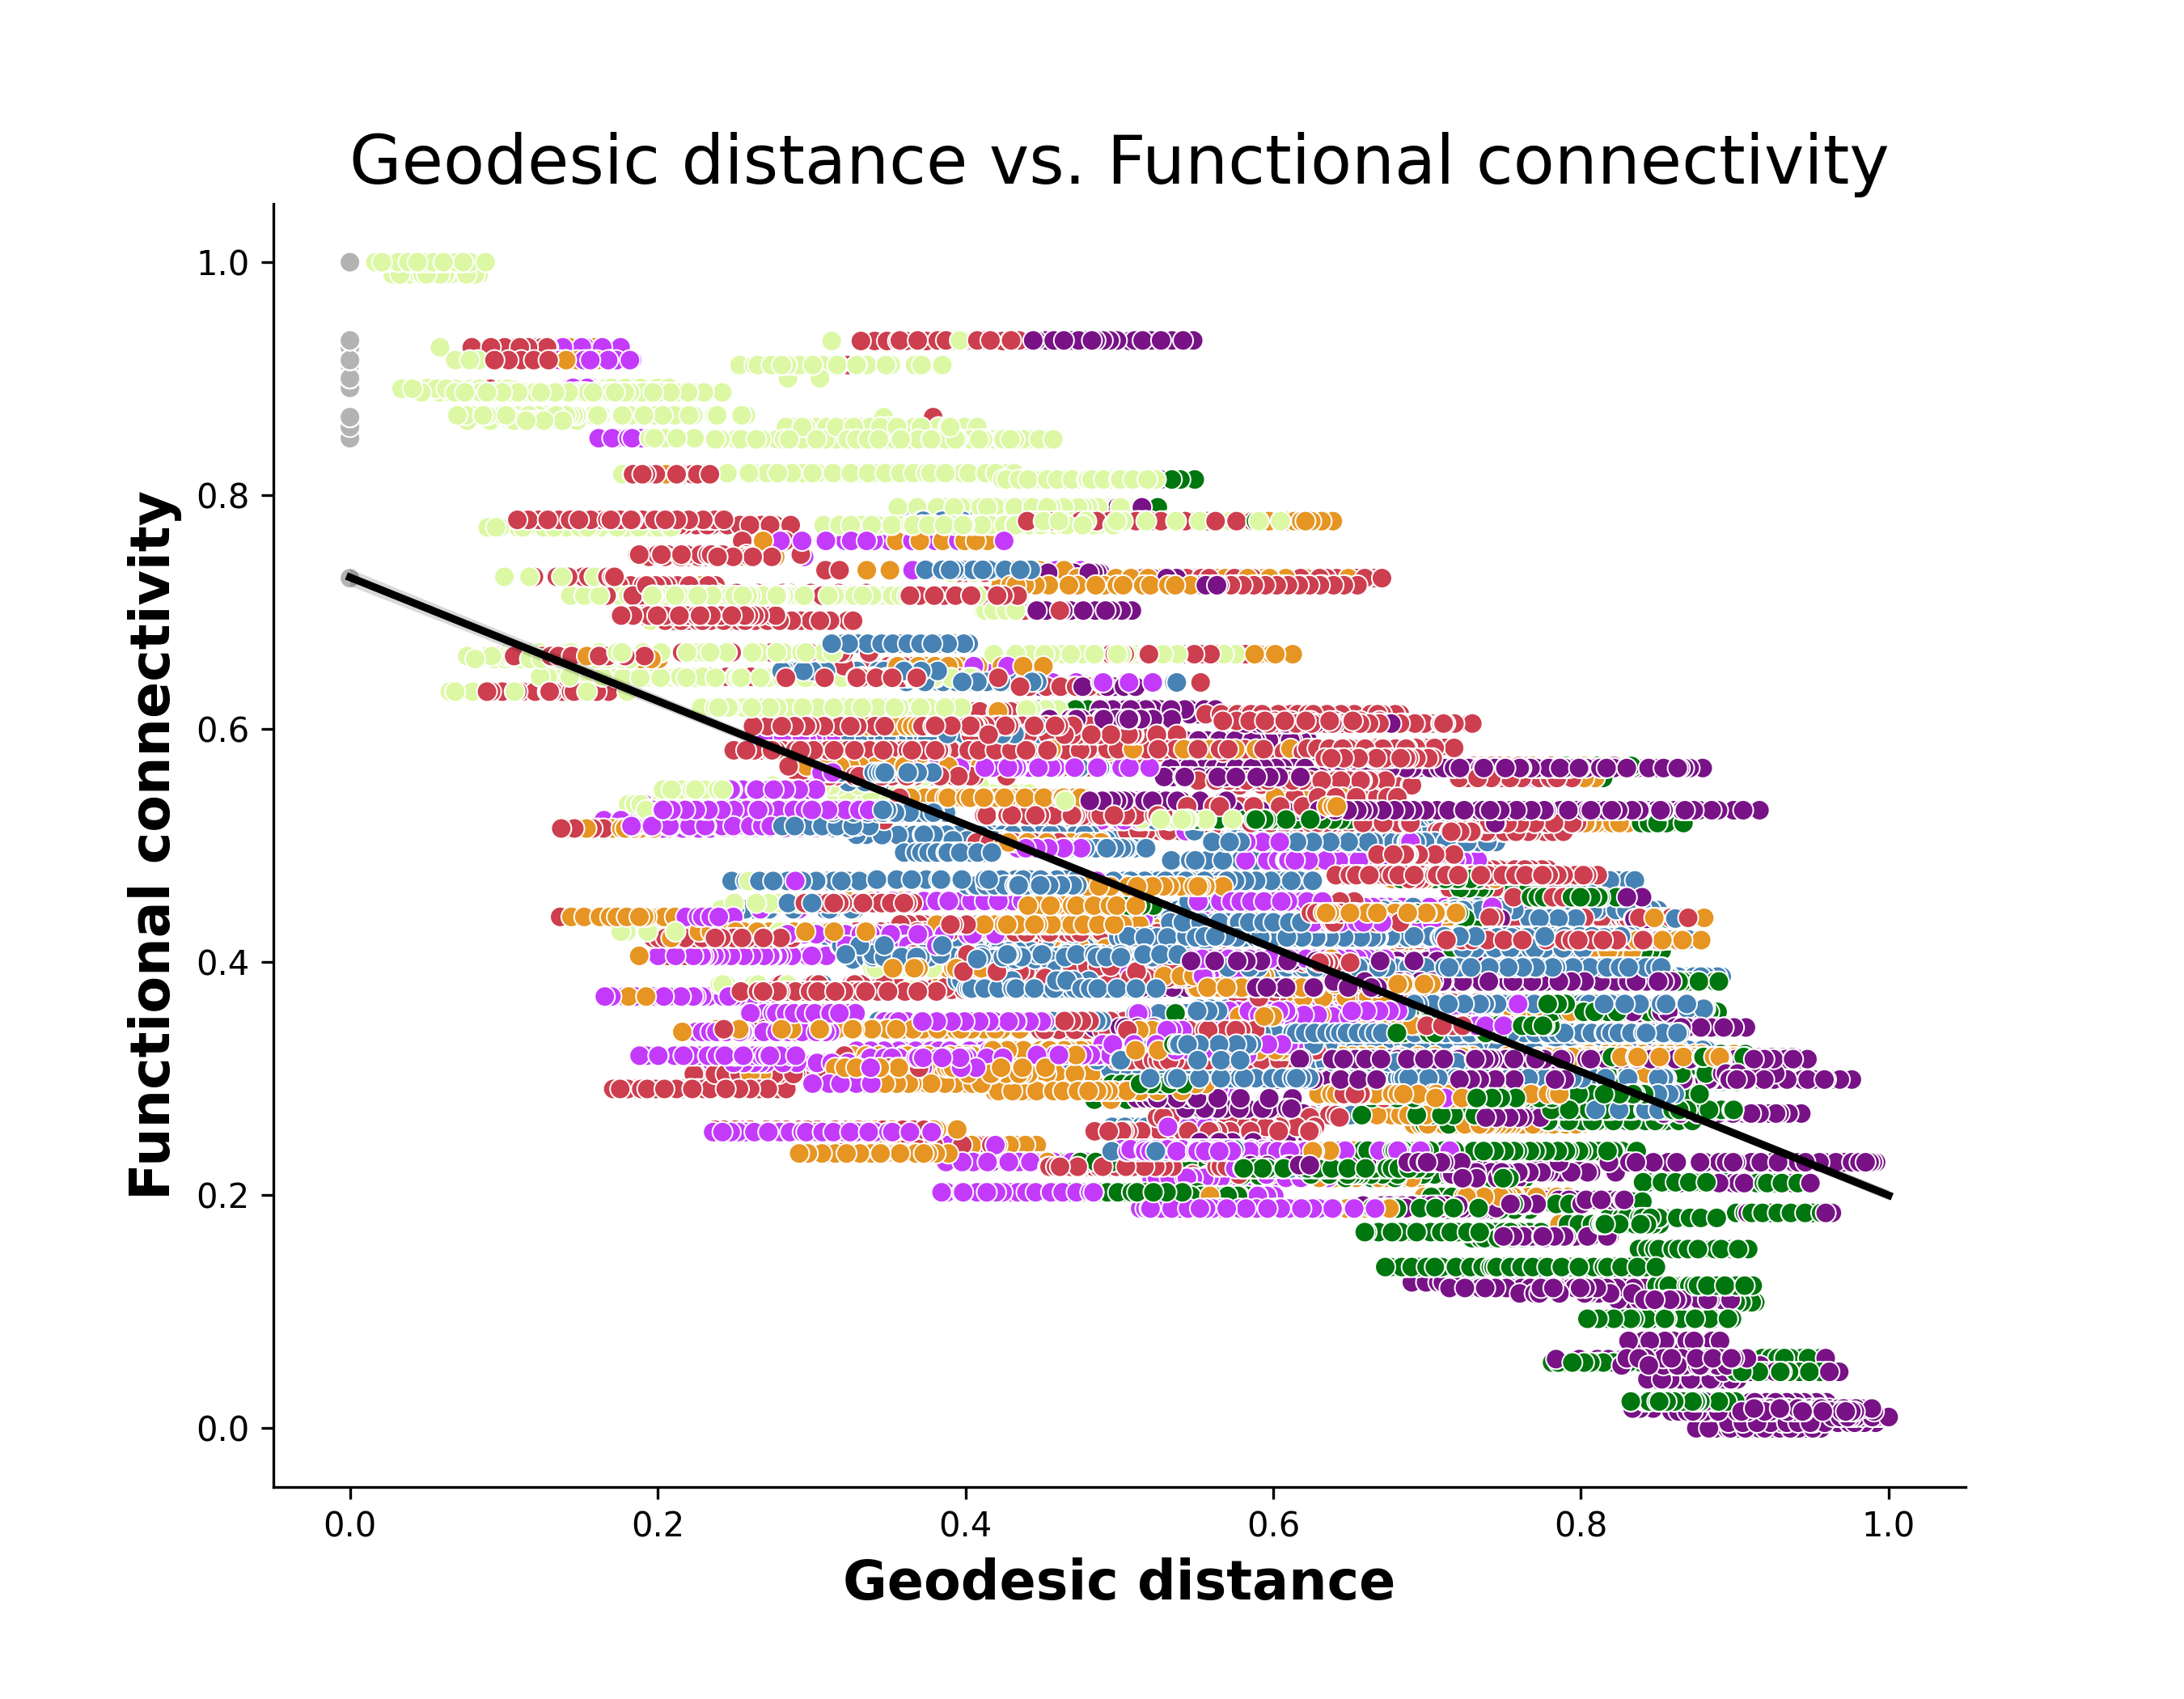 Geodesic distance vs. Functional connectivity
Functional connectivity
1.0
0.8
0.6
0.4
0.2
0.0
0.0 0.2 0.4 0.6 0.8 1.0
Geodesic distance